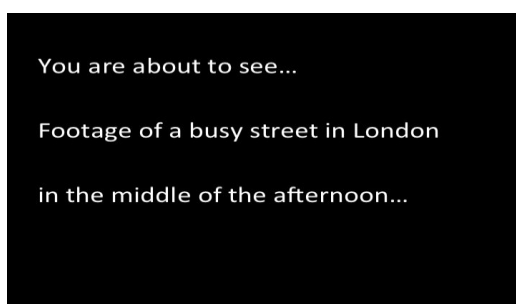 You are about to see...
Footage of a busy street in London
in the middle of the afternoon...